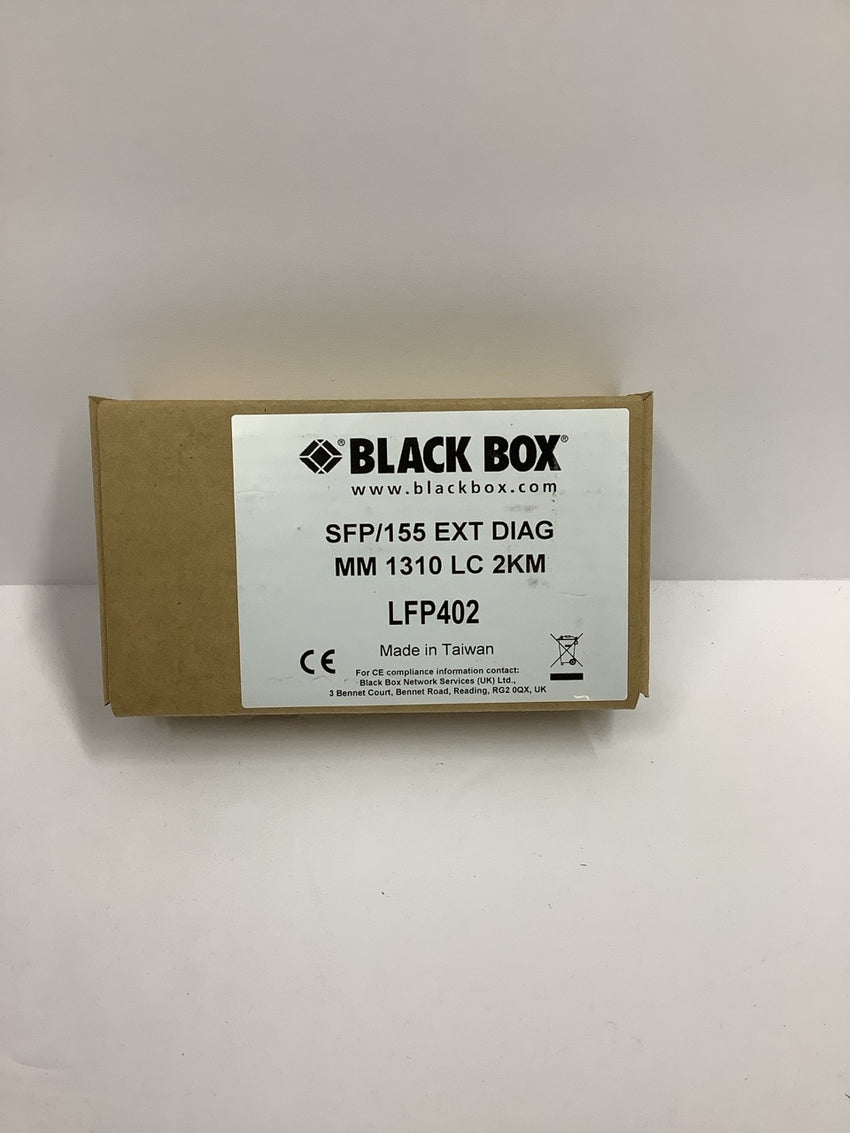 ® BLACK BOX®
www.blackbox.com
SFP/155 EXT DIAG
MM 1310 LC 2KM
LFP402
Made in Taiwan
CE
For CE compliance information contact:
Black Box Network Services (UK) Ltd.,
3 Bennet Court, Bennet Road, Reading, RG2 0QX, UK